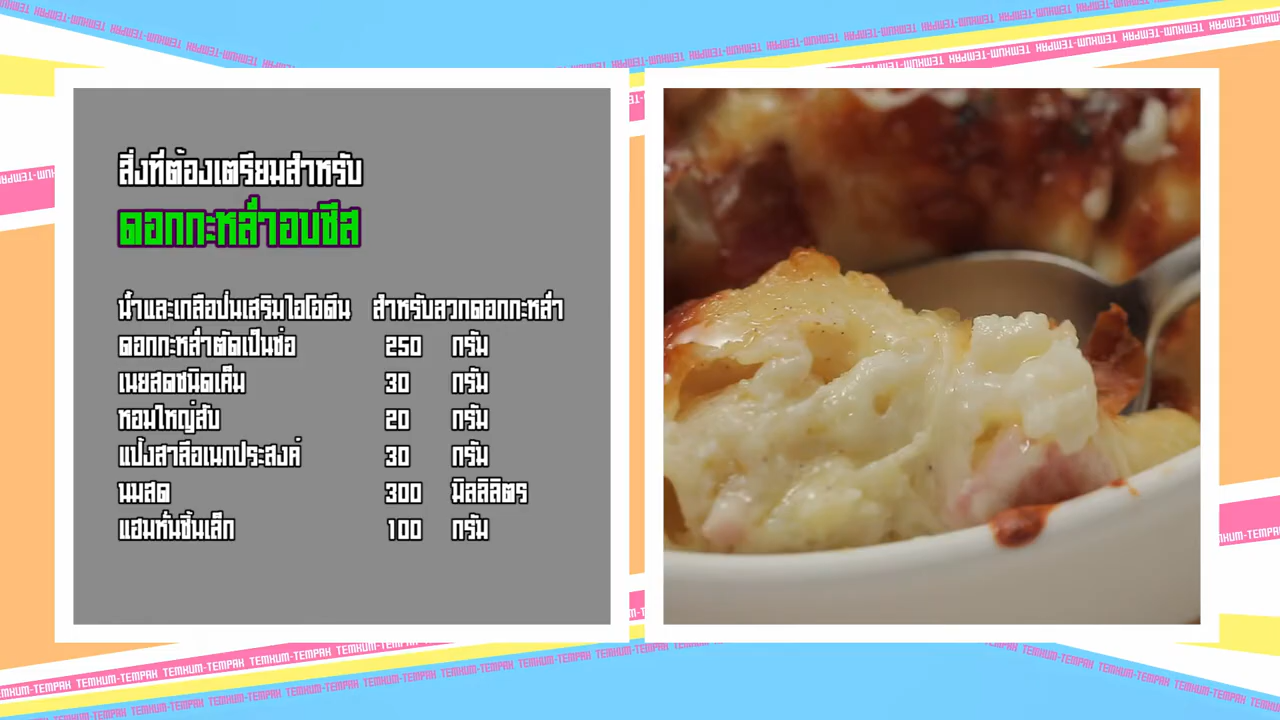 สิ่งที่ต้องเตรียมสำหรับ
ดอกกะหล่ำอบชีส
น้ำและเกลือป่นเสริมไอโอดีน สำหรับลวกดอกกะหล่ำ
ดอกกะหล่ำตัดเป็นช่อ 250 กรัม
เนยสดชนิดเค็ม 30 กรัม
หอมใหญ่สับ 20 กรัม
แป้งสาลีอเนกประสงค์ 30 กรัม
นมสด 300 มิลลิลิตร
แฮมหั่นชิ้นเล็ก 100 กรัม
TEMKUM-TEMPAK TEMKUM-TEMPAK TEMKUM-TEMPAK